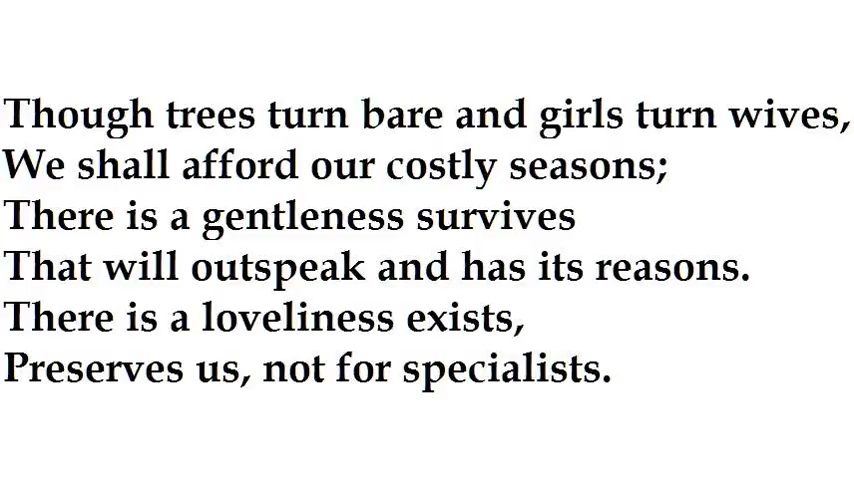 Though trees turn bare and girls turn wives,
We shall afford our costly seasons;
There is a gentleness survives
That will outspeak and has its reasons.
There is a loveliness exists,
Preserves us, not for specialists.